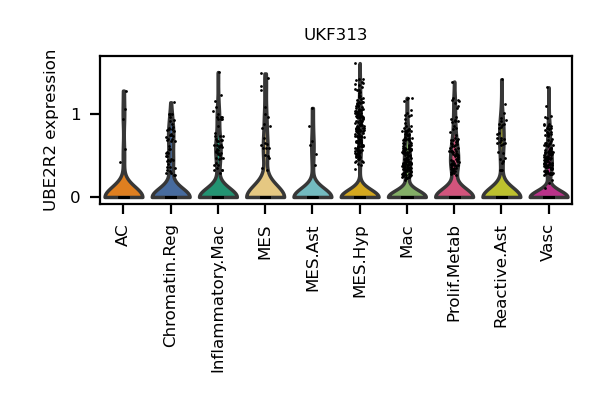 UKF313
UBE2R2 expression
1
0
AC
Chromatin.Reg
Inflammatory.Mac
MES
MES.Ast
MES.Hyp
Mac
Prolif.Metab
Reactive.Ast
Vasc